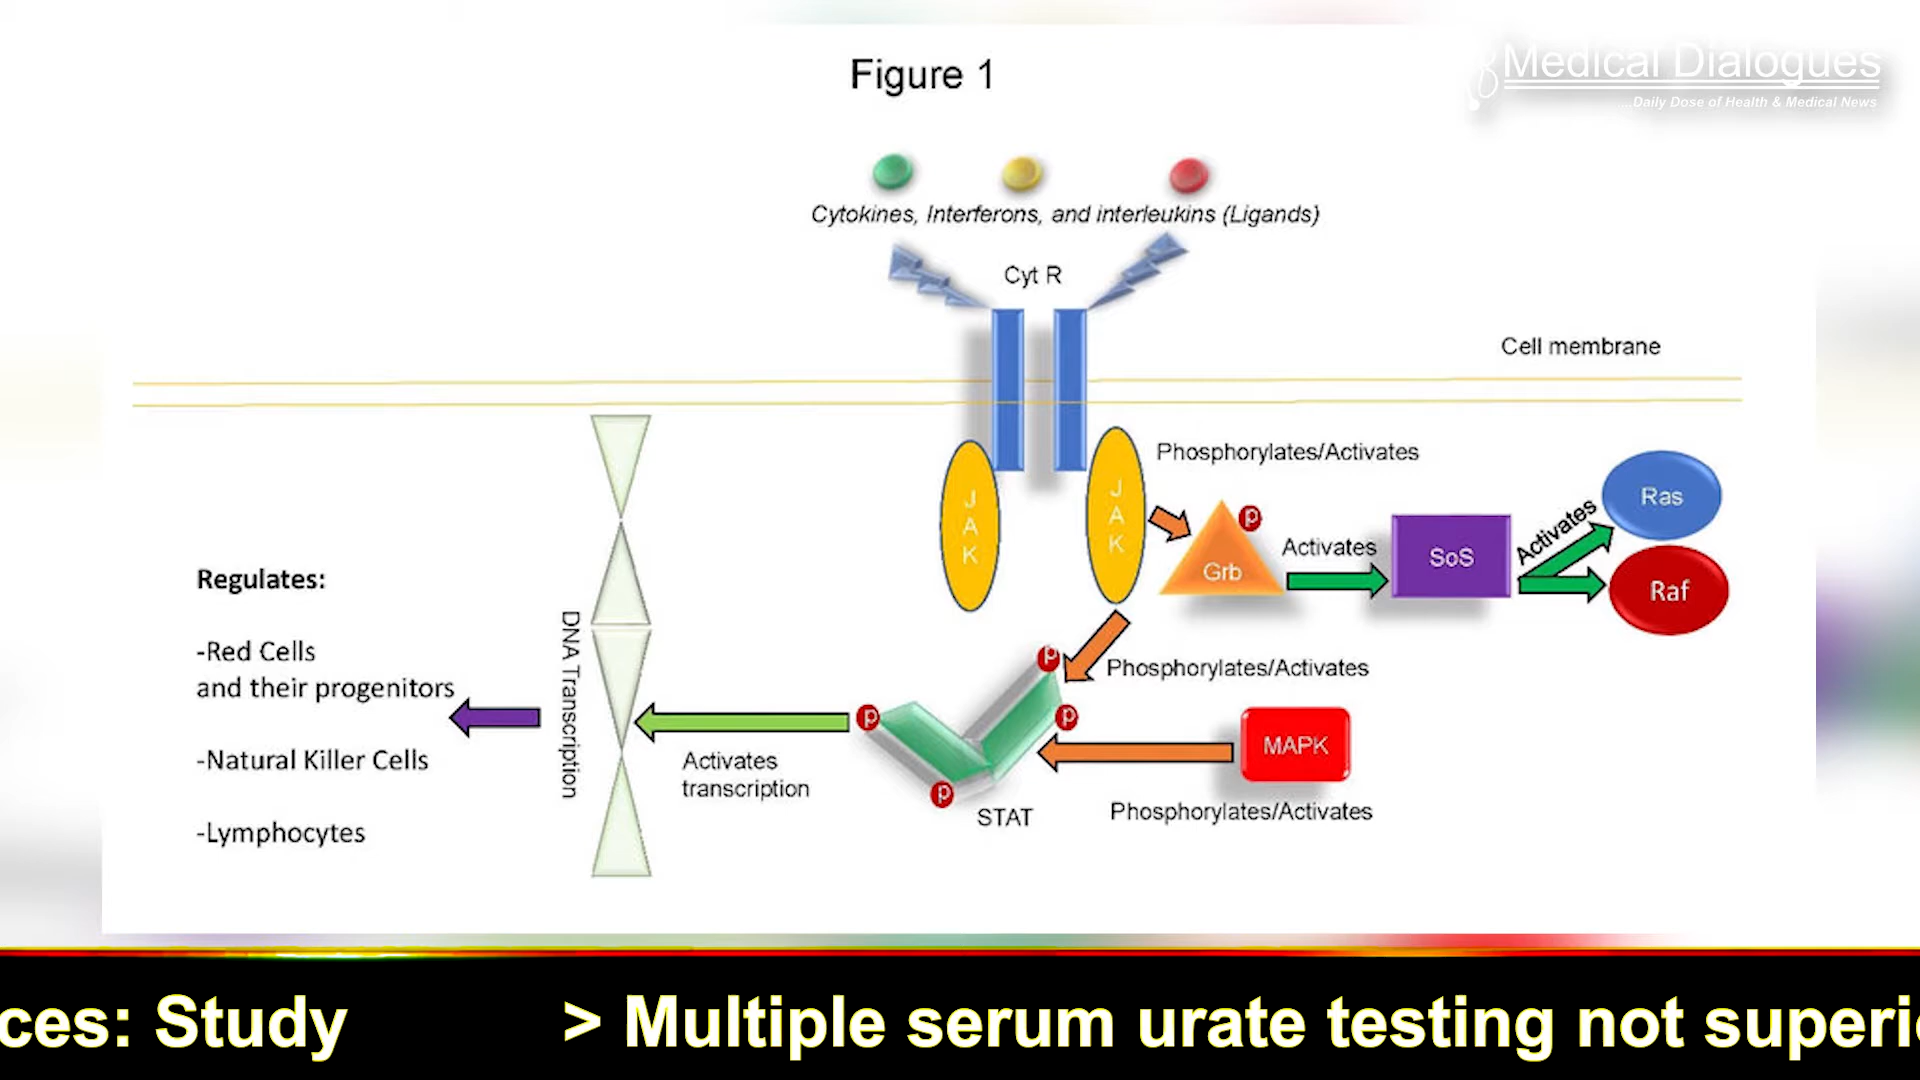 Figure 1
Medical Dialogues
...Daily Dose of Health & Medical News
Cytokines, Interferons, and interleukins (Ligands)
Cyt R
Cell membrane
JAK
JAK
Phosphorylates/Activates
P
Grb
Activates
SoS
Activates
Ras
Raf
Regulates:
-Red Cells
and their progenitors
-Natural Killer Cells
-Lymphocytes
DNA Transcription
Activates
transcription
P
P
P
P
STAT
Phosphorylates/Activates
MAPK
Phosphorylates/Activates
ces: Study
> Multiple serum urate testing not superi